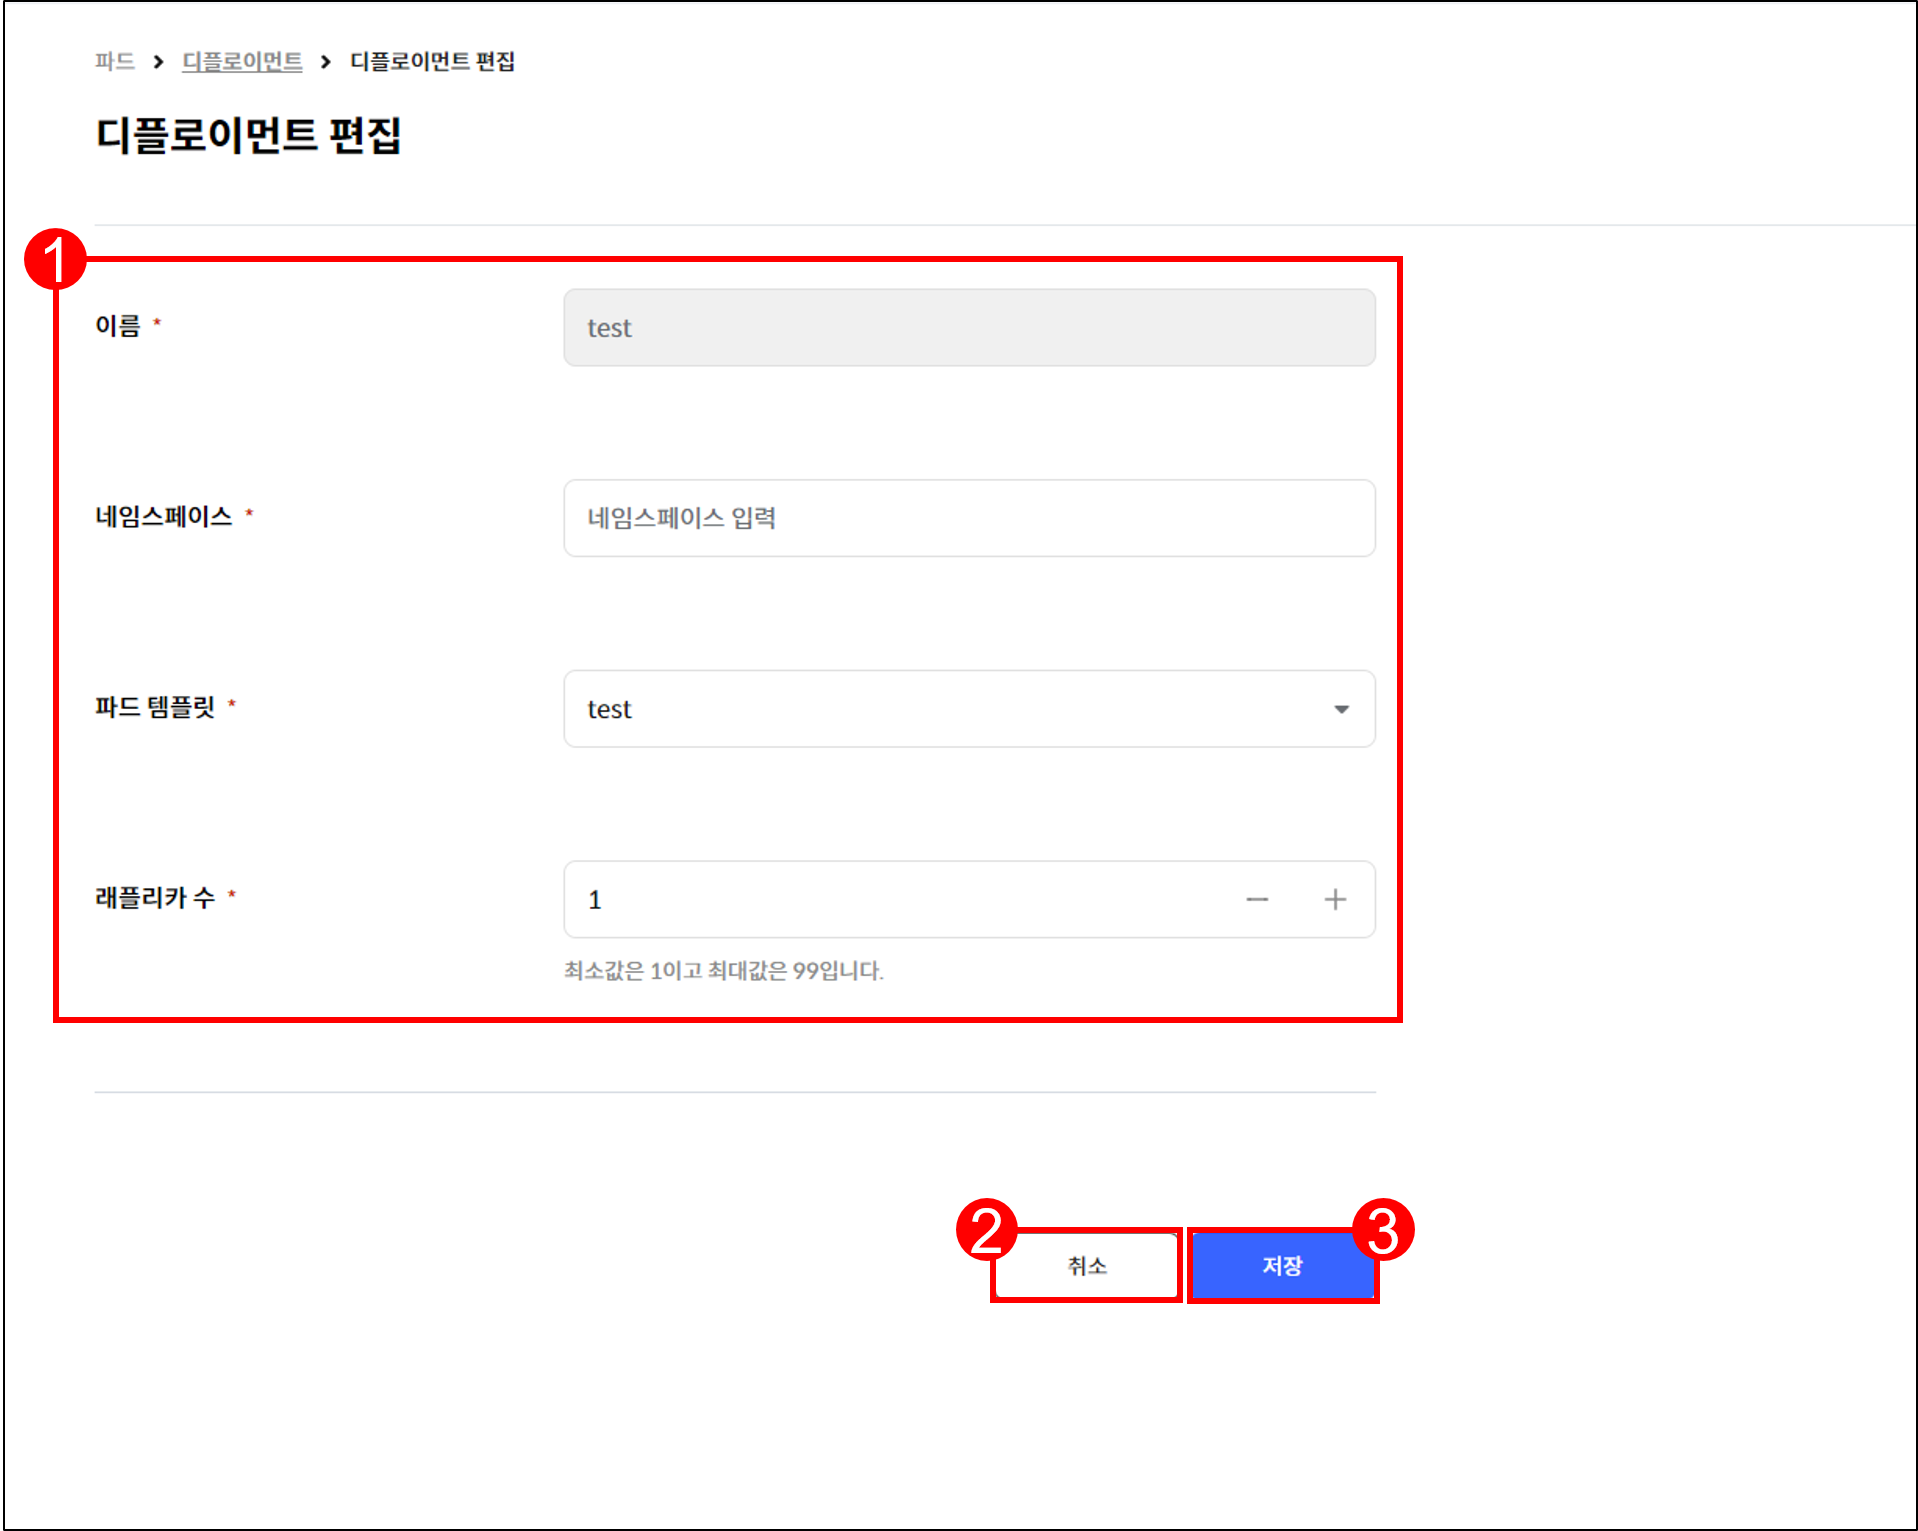 파드 > 디플로이먼트 > 디플로이먼트 편집
디플로이먼트 편집
1
이름 *
test
네임스페이스 *
네임스페이스 입력
파드 템플릿 *
test
래플리카 수 *
1
최소값은 1이고 최대값은 99입니다.
2
취소
3
저장